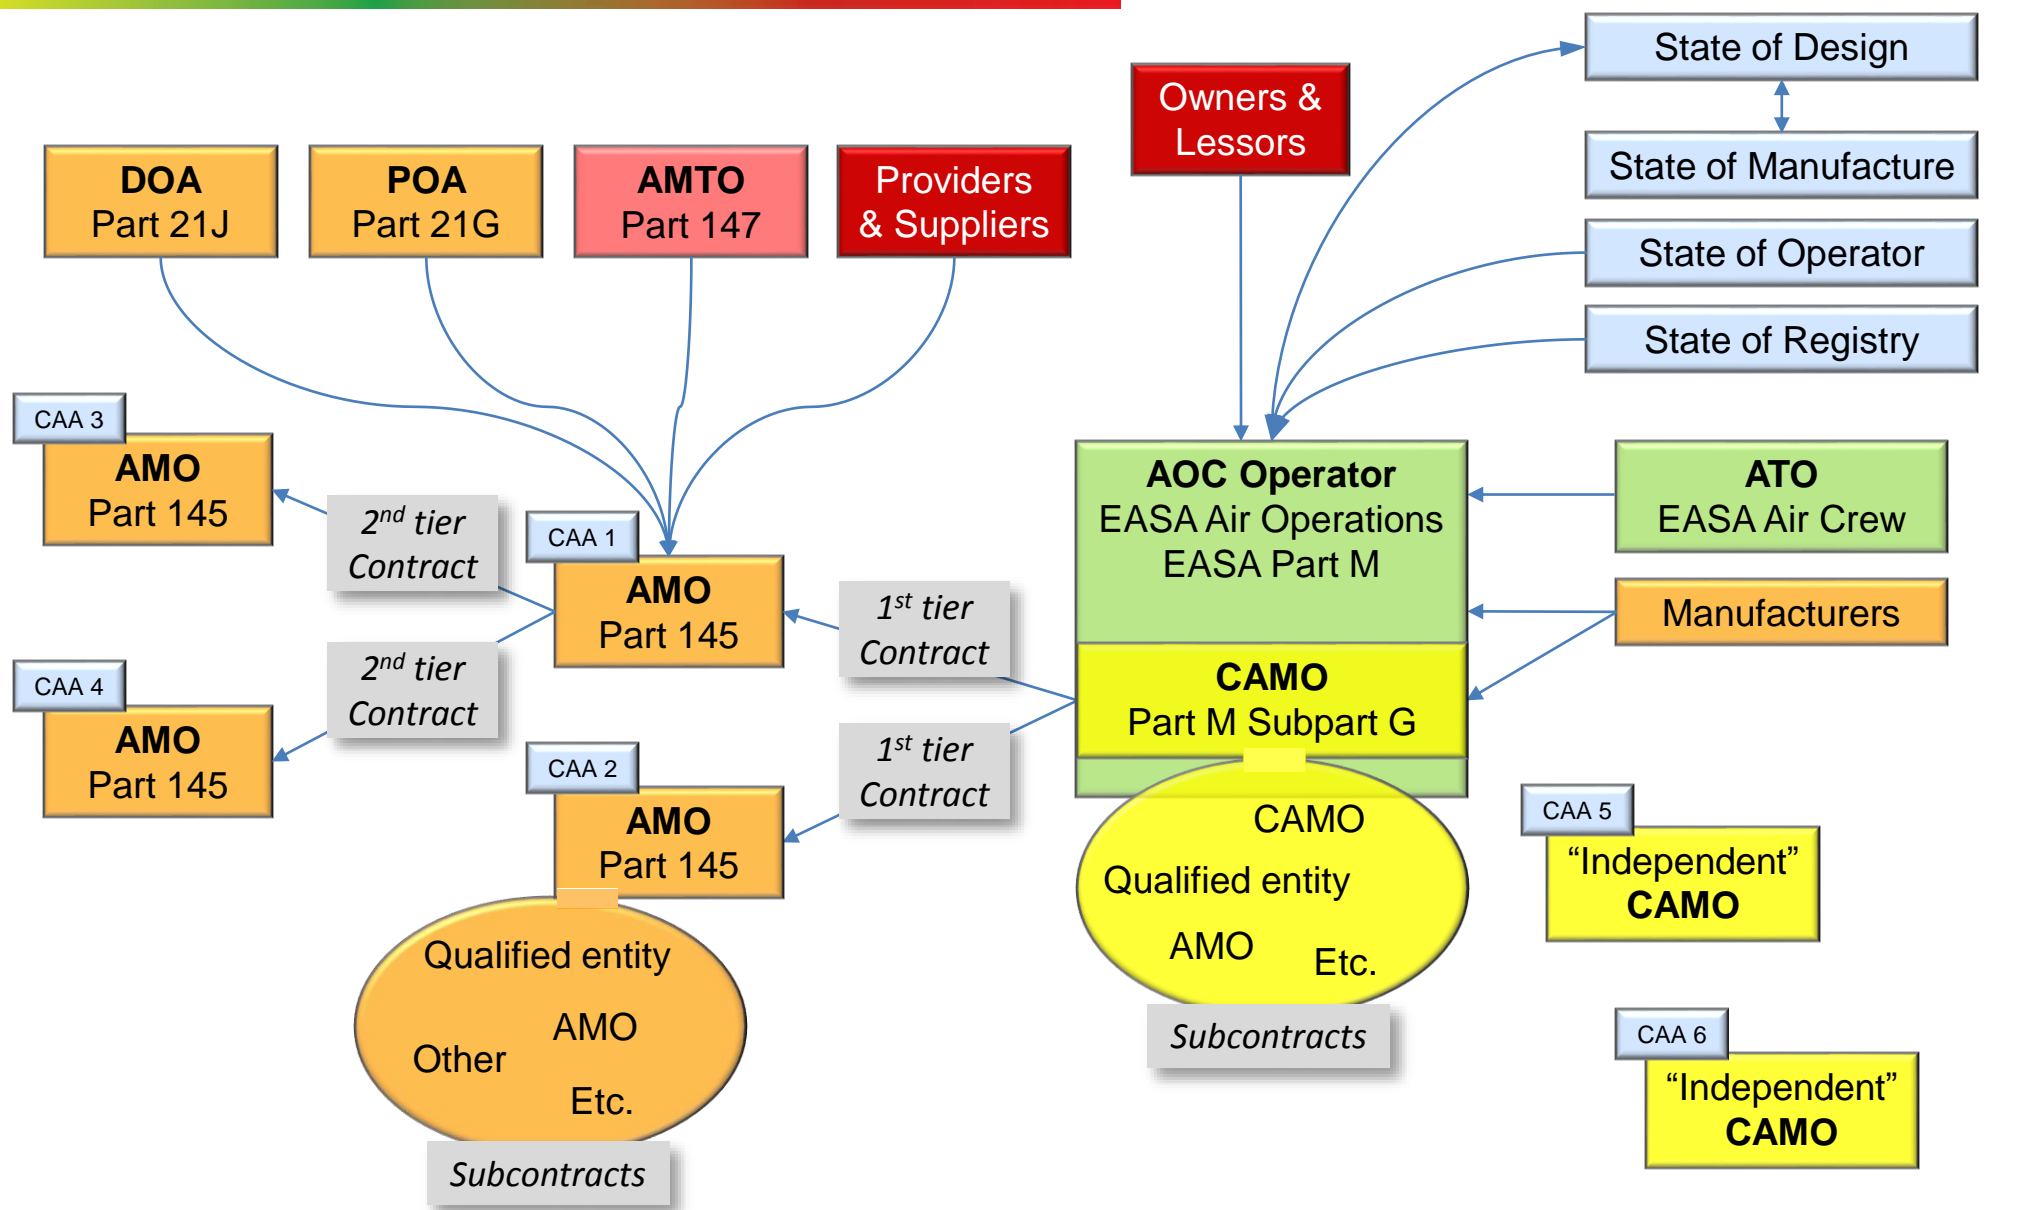 State of Design
Owners &
Lessors
State of Manufacture
DOA
Part 21J
POA
Part 21G
AMTO
Part 147
Providers
& Suppliers
State of Operator
State of Registry
CAA 3
AMO
Part 145
2nd tier
Contract
CAA 1
AMO
Part 145
1st tier
Contract
AOC Operator
EASA Air Operations
EASA Part M
ATO
EASA Air Crew
Manufacturers
CAA 4
AMO
Part 145
2nd tier
Contract
CAA 2
AMO
Part 145
1st tier
Contract
CAMO
Part M Subpart G
CAMO
Qualified entity
AMO
Etc.
Subcontracts
CAA 5
“Independent”
CAMO
Qualified entity
AMO
Other
Etc.
Subcontracts
CAA 6
“Independent”
CAMO